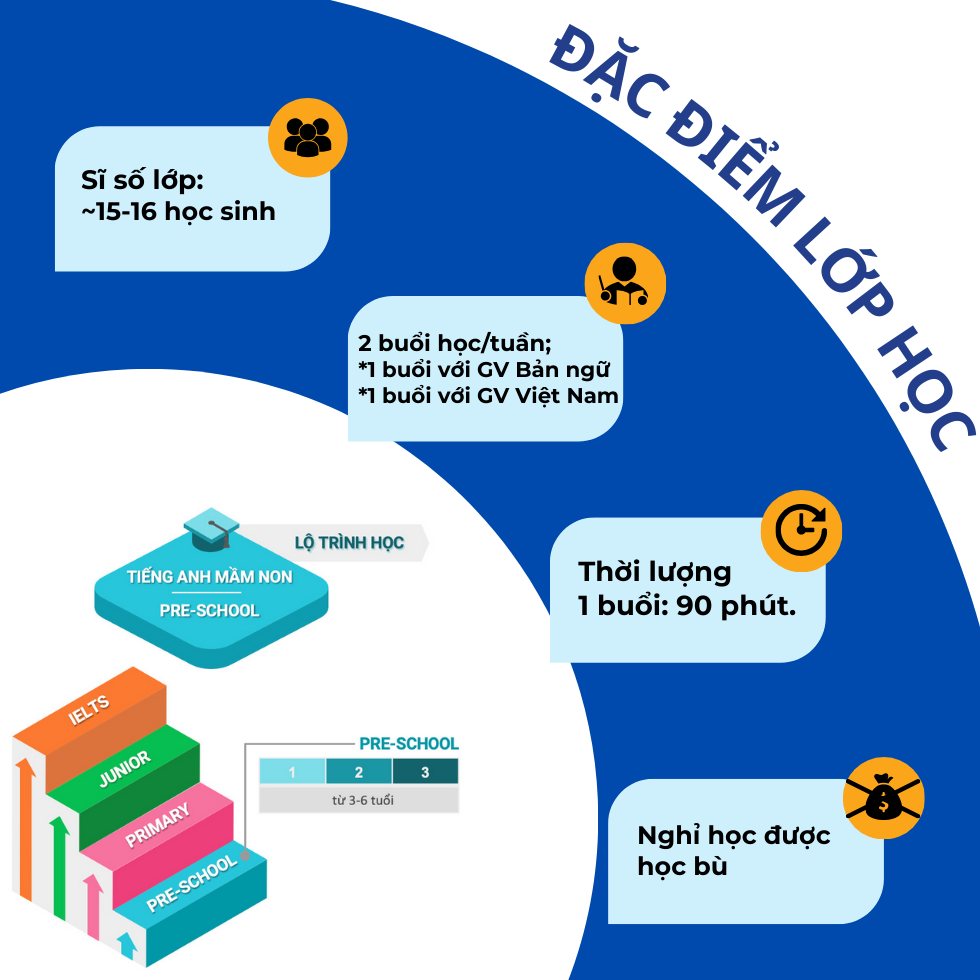 ĐẶC ĐIỂM LỚP HỌC
Sĩ số lớp:
~15-16 học sinh
2 buổi học/tuần;
*1 buổi với GV Bản ngữ
*1 buổi với GV Việt Nam
Thời lượng
1 buổi: 90 phút.
Nghỉ học được
học bù
LỘ TRÌNH HỌC
TIẾNG ANH MẦM NON
PRE-SCHOOL
IELTS
JUNIOR
PRIMARY
PRE-SCHOOL
PRE-SCHOOL
1 2 3
từ 3-6 tuổi
$